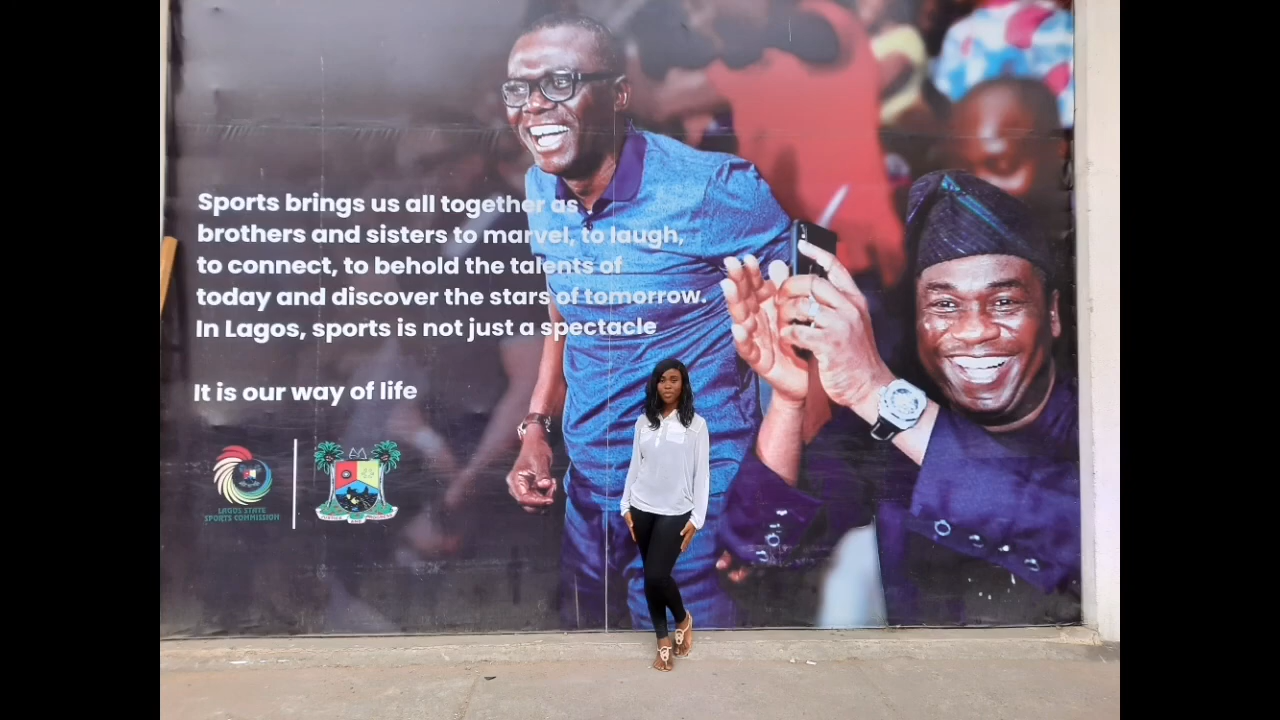 Sports brings us all together as
brothers and sisters to marvel, to laugh,
to connect, to behold the talents of
today and discover the stars of tomorrow.
In Lagos, sports is not just a spectacle
It is our way of life
LAGOS STATE
SPORTS COMMISSION